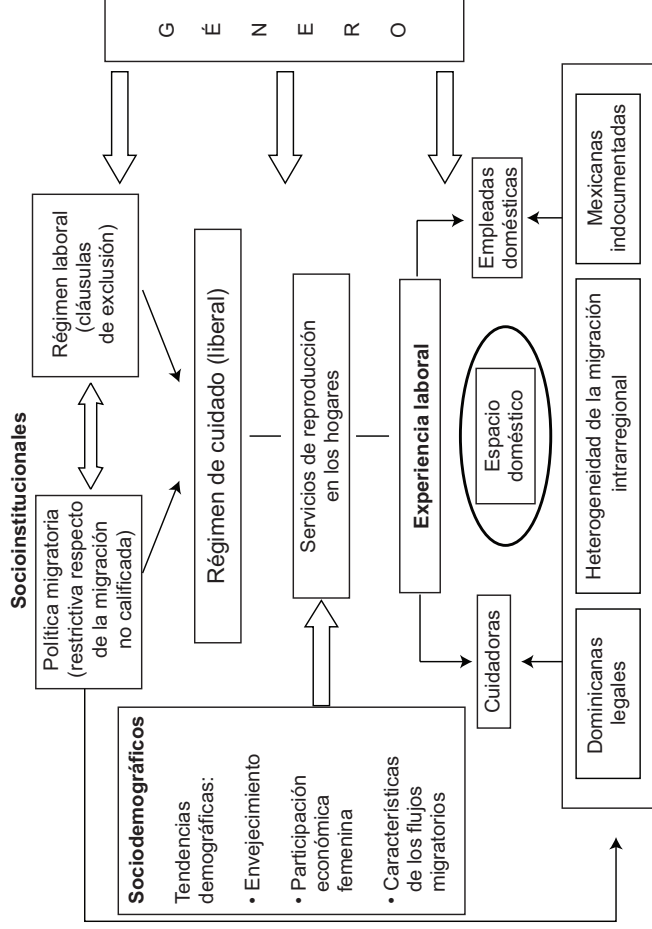 Socioinstitucionales
Política migratoria
(restrictiva respecto
de la migración
no calificada)
Régimen laboral
(cláusulas
de exclusión)
Régimen de cuidado (liberal)
Sociodemográficos
Tendencias
demográficas:
• Envejecimiento
• Participación
económica
femenina
• Características
de los flujos
migratorios
Servicios de reproducción
en los hogares
Experiencia laboral
Cuidadoras
Espacio
doméstico
Empleadas
domésticas
Dominicanas
legales
Heterogeneidad de la migración
intrarregional
Mexicanas
indocumentadas
G É N E R O